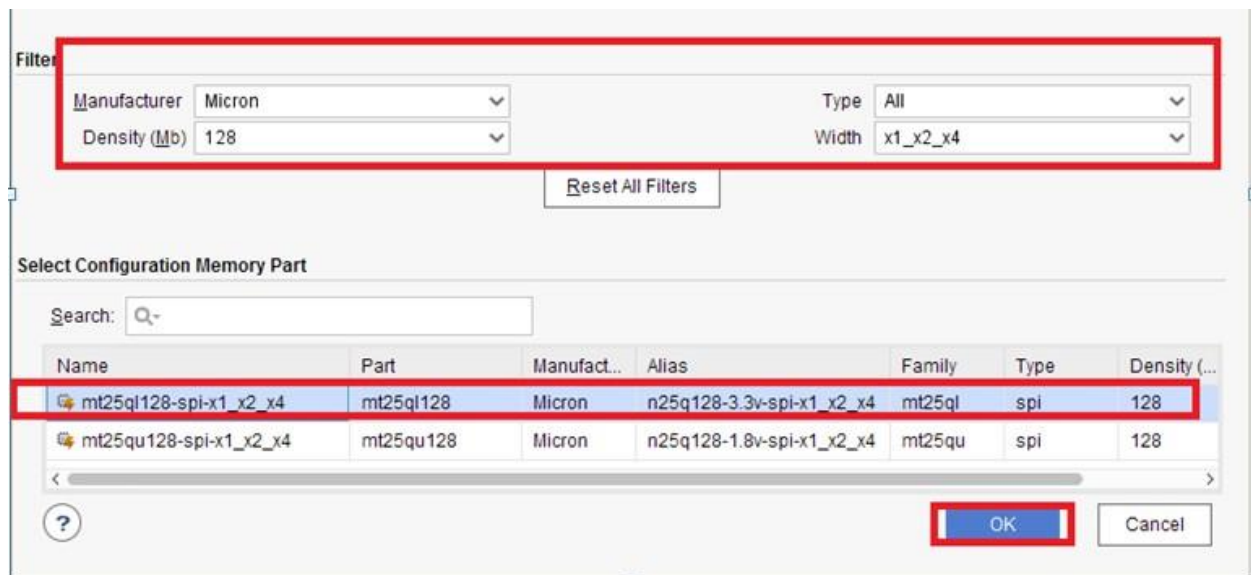 Filter
Manufacturer Micron Type All
Density (Mb) 128 Width x1_x2_x4
Reset All Filters
Select Configuration Memory Part
Search:
Name Part Manufact... Alias Family Type Density (...
mt25ql128-spi-x1_x2_x4 mt25ql128 Micron n25q128-3.3v-spi-x1_x2_x4 mt25ql spi 128
mt25qu128-spi-x1_x2_x4 mt25qu128 Micron n25q128-1.8v-spi-x1_x2_x4 mt25qu spi 128
? OK Cancel